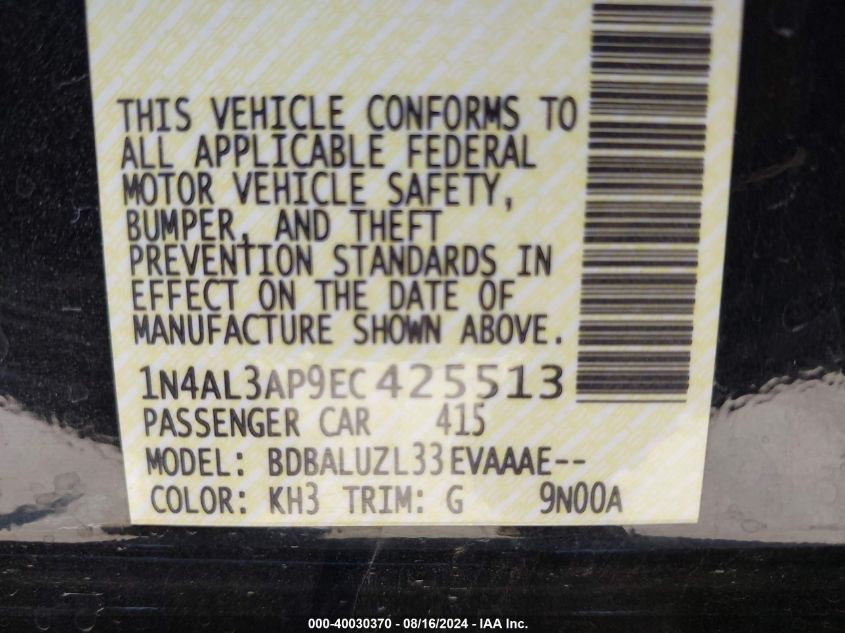 THIS VEHICLE CONFORMS TO
ALL APPLICABLE FEDERAL
MOTOR VEHICLE SAFETY,
BUMPER, AND THEFT
PREVENTION STANDARDS IN
EFFECT ON THE DATE OF
MANUFACTURE SHOWN ABOVE.
1N4AL3AP9EC425513
PASSENGER CAR 415
MODEL: BDBALUZL33EVAAAE--
COLOR: KH3 TRIM: G 9N00A
000-40030370 - 08/16/2024 - IAA Inc.